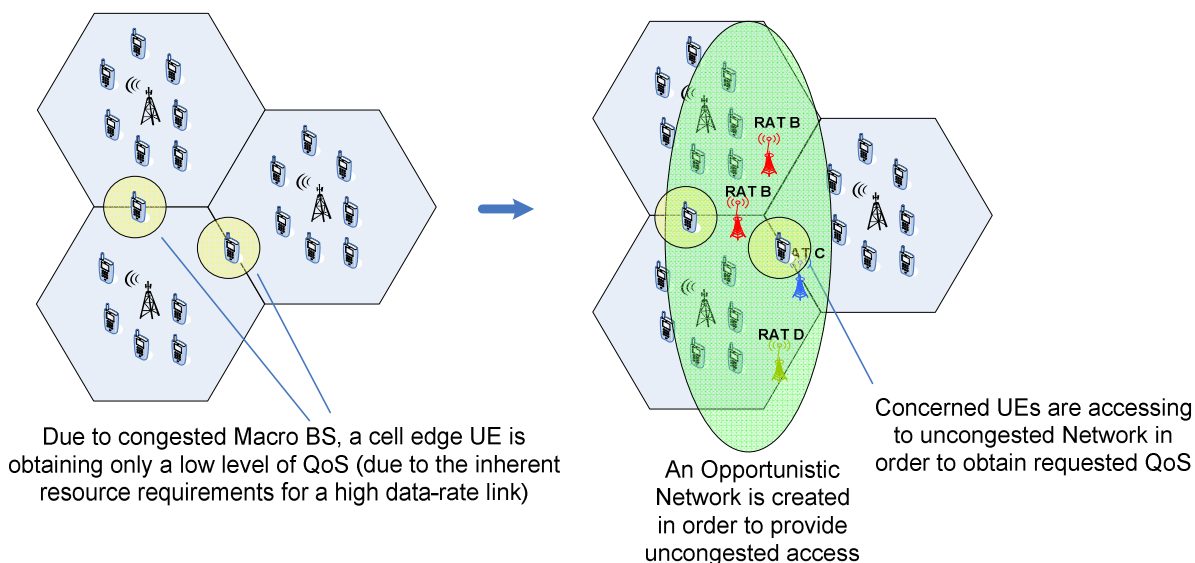 RAT B
RAT B
AT C
RAT D
Due to congested Macro BS, a cell edge UE is
obtaining only a low level of QoS (due to the inherent
resource requirements for a high data-rate link)
An Opportunistic
Network is created
in order to provide
uncongested access
Concerned UEs are accessing
to uncongested Network in
order to obtain requested QoS